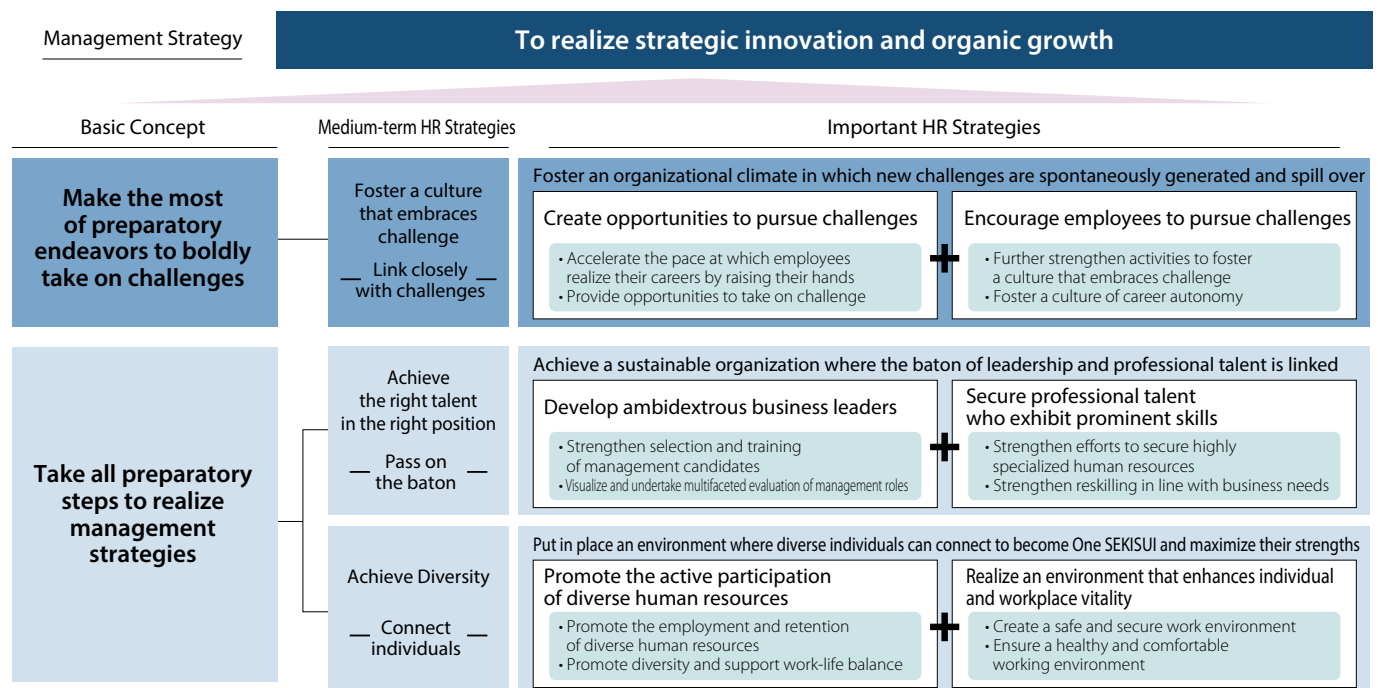 Management Strategy
To realize strategic innovation and organic growth
Basic Concept
Medium-term HR Strategies
Important HR Strategies
Make the most
of preparatory
endeavors to boldly
take on challenges
Foster a culture
that embraces
challenge
Link closely
with challenges
Foster an organizational climate in which new challenges are spontaneously generated and spill over
Create opportunities to pursue challenges
• Accelerate the pace at which employees
realize their careers by raising their hands
• Provide opportunities to take on challenge
+
Encourage employees to pursue challenges
• Further strengthen activities to foster
a culture that embraces challenge
• Foster a culture of career autonomy
Take all preparatory
steps to realize
management
strategies
Achieve
the right talent
in the right position
Pass on
the baton
Achieve a sustainable organization where the baton of leadership and professional talent is linked
Develop ambidextrous business leaders
• Strengthen selection and training
of management candidates
• Visualize and undertake multifaceted evaluation of management roles
+
Secure professional talent
who exhibit prominent skills
• Strengthen efforts to secure highly
specialized human resources
• Strengthen reskilling in line with business needs
Achieve Diversity
Connect
individuals
Put in place an environment where diverse individuals can connect to become One SEKISUI and maximize their strengths
Promote the active participation
of diverse human resources
• Promote the employment and retention
of diverse human resources
• Promote diversity and support work-life balance
+
Realize an environment that enhances individual
and workplace vitality
• Create a safe and secure work environment
• Ensure a healthy and comfortable
working environment